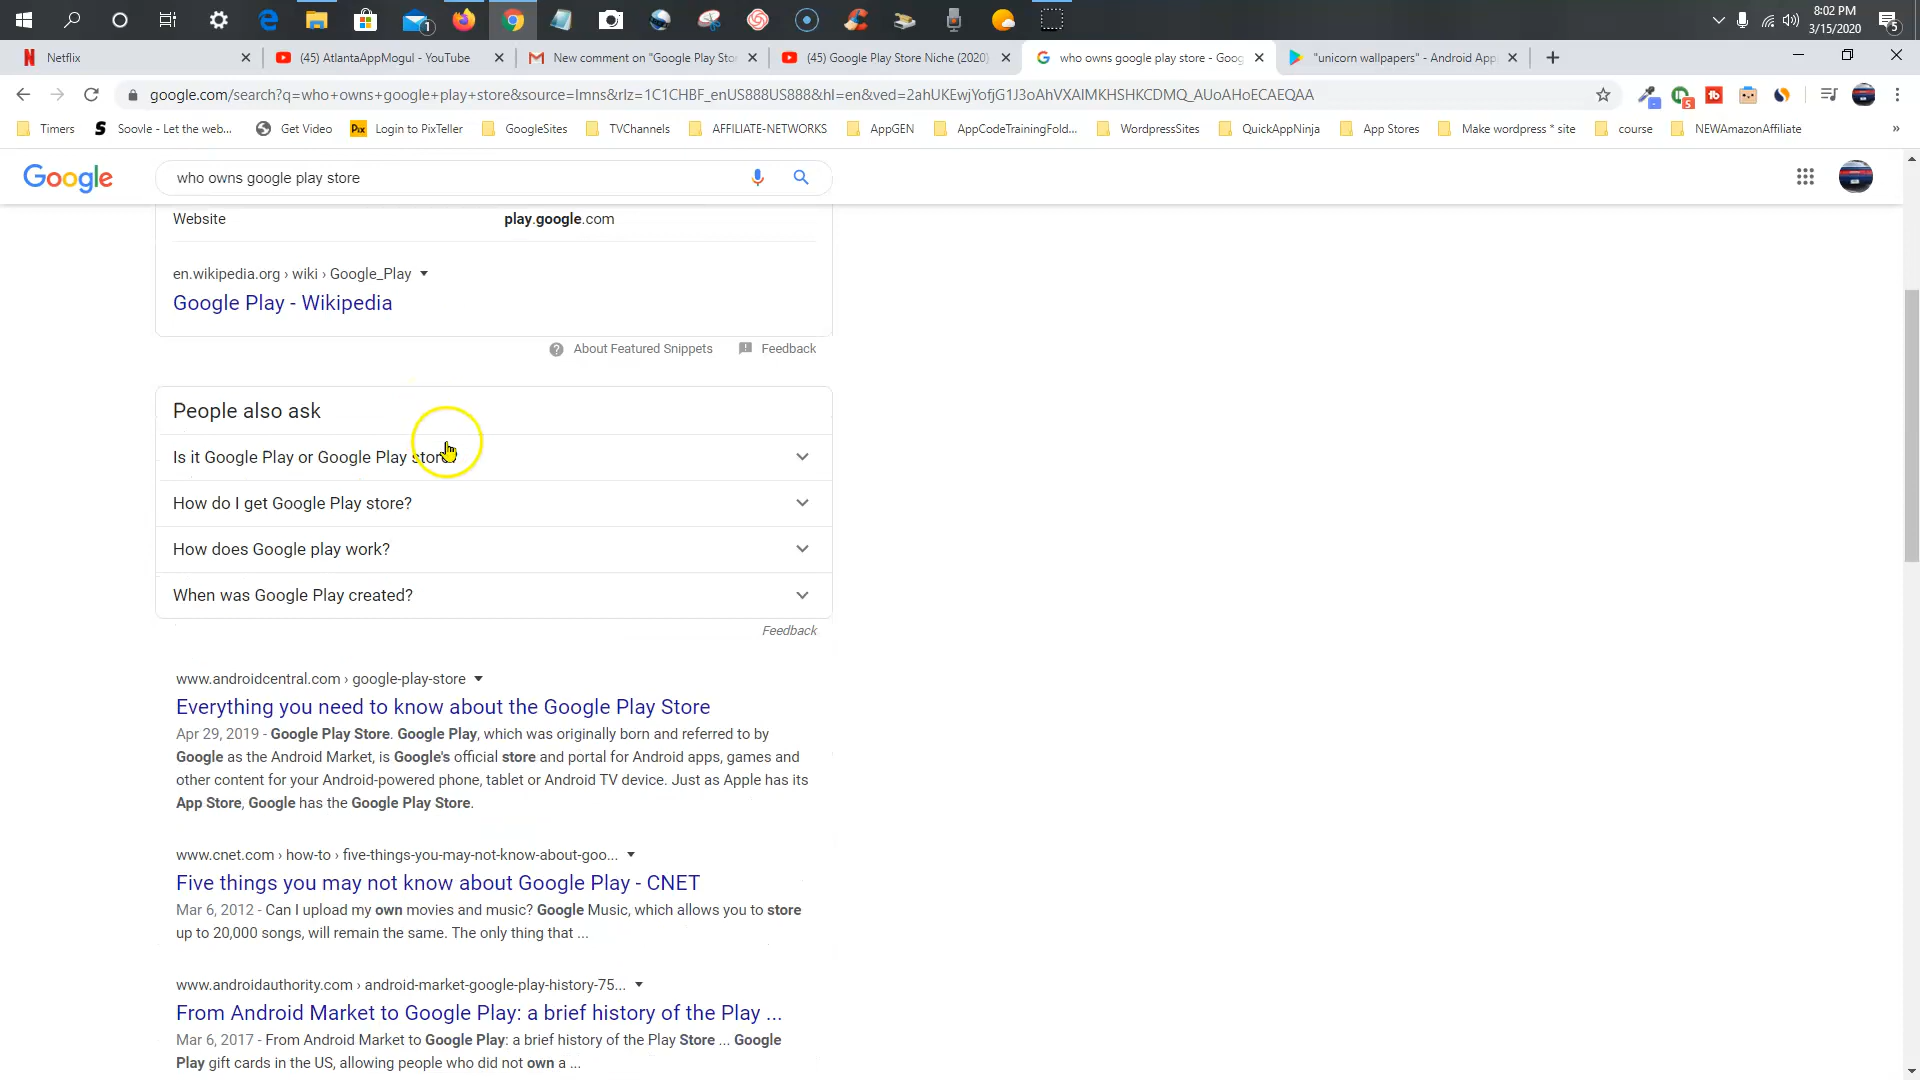 1
8:02 PM
3/15/2020
5
Netflix
(45) AtlantaAppMogul - YouTube
New comment on "Google Play Sto
(45) Google Play Store Niche (2020)
who owns google play store - Goog
"unicorn wallpapers" - Android App
google.com/search?q=who+owns+google+play+store&source=lmns&rlz=1C1CHBF_enUS888US888&hl=en&ved=2ahUKEwjYofjG1J3oAhVXAlMKHSHKCDMQ_AUoAHoECAEQAA
5
Timers
Soovle - Let the web...
Get Video
Pix
Login to PixTeller
GoogleSites
TVChannels
AFFILIATE-NETWORKS
AppGEN
AppCodeTrainingFold...
WordpressSites
QuickAppNinja
App Stores
Make wordpress * site
course
NEWAmazonAffiliate
»
Google
who owns google play store
Website
play.google.com
en.wikipedia.org › wiki › Google_Play
Google Play - Wikipedia
About Featured Snippets
Feedback
People also ask
Is it Google Play or Google Play store?
How do I get Google Play store?
How does Google play work?
When was Google Play created?
Feedback
www.androidcentral.com › google-play-store
Everything you need to know about the Google Play Store
Apr 29, 2019 - Google Play Store. Google Play, which was originally born and referred to by
Google as the Android Market, is Google's official store and portal for Android apps, games and
other content for your Android-powered phone, tablet or Android TV device. Just as Apple has its
App Store, Google has the Google Play Store.
www.cnet.com › how-to › five-things-you-may-not-know-about-goo...
Five things you may not know about Google Play - CNET
Mar 6, 2012 - Can I upload my own movies and music? Google Music, which allows you to store
up to 20,000 songs, will remain the same. The only thing that ...
www.androidauthority.com › android-market-google-play-history-75...
From Android Market to Google Play: a brief history of the Play ...
Mar 6, 2017 - From Android Market to Google Play: a brief history of the Play Store ... Google
Play gift cards in the US, allowing people who did not own a ...